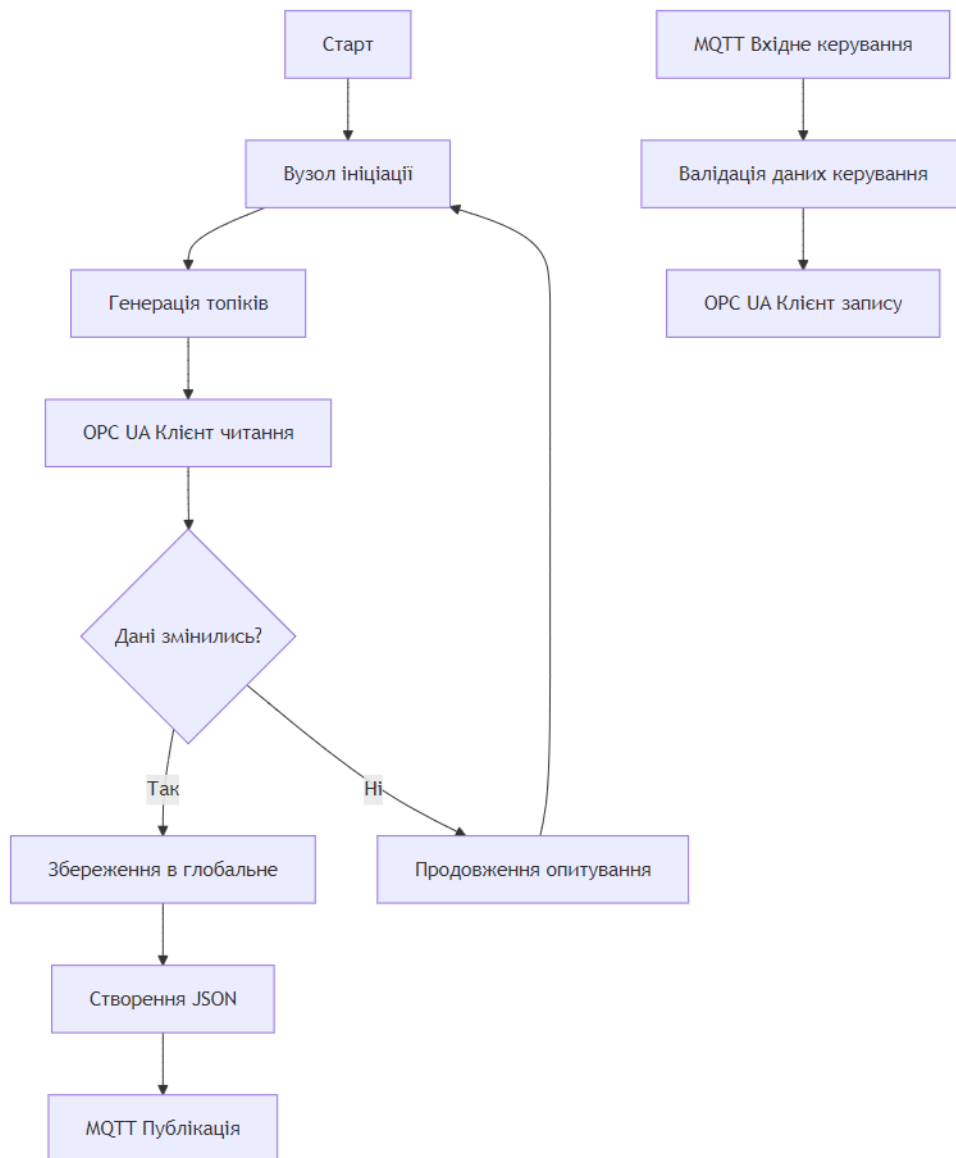 Старт
MQTT Вхідне керування
Вузол ініціації
Валідація даних керування
Генерація топіків
OPC UA Клієнт запису
OPC UA Клієнт читання
Дані змінились?
Так
Ні
Збереження в глобальне
Продовження опитування
Створення JSON
MQTT Публікація